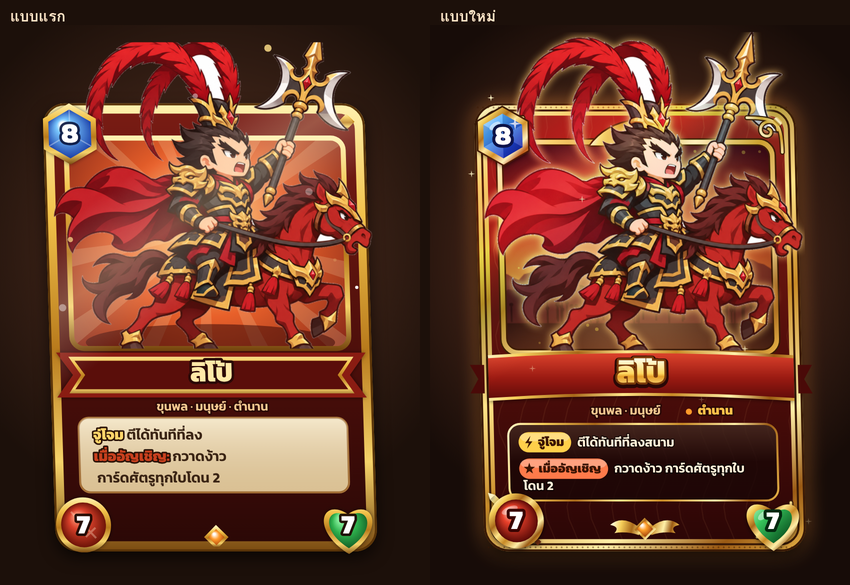 แบบแรก
8
ลิโป้
ขุนพล · มนุษย์ · ตำนาน
จู่โจม ตีได้ทันทีที่ลง
เมื่ออัญเชิญ: กวาดง้าว
การ์ดศัตรูทุกใบโดน 2
7
7
แบบใหม่
8
ลิโป้
ขุนพล · มนุษย์
ตำนาน
จู่โจม ตีได้ทันทีที่ลงสนาม
เมื่ออัญเชิญ กวาดง้าว การ์ดศัตรูทุกใบ
โดน 2
7
7